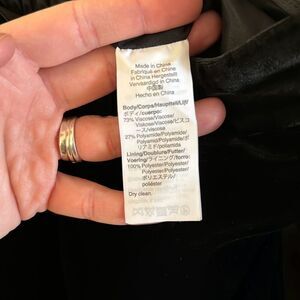 Made in China
Fabriqué en Chine
in China Hergestellt
Vervaardigd in China
中国製
Hecho en China
Body/Corps/Hauptteil/Lijf/
ボディ/cuerpo:
73% Viscose/Viscose/
Viskose/Viscose/ビスコ
ース/viscosa
27% Polyamide/Polyamide/
Polyamid/Polyamide/ポリ
アミド/poliamida
Lining/Doublure/Futter/
Voering/ライニング/forro:
100% Polyester/Polyester/
Polyester/Polyester/
ポリエステル/
poliéster
Dry clean.